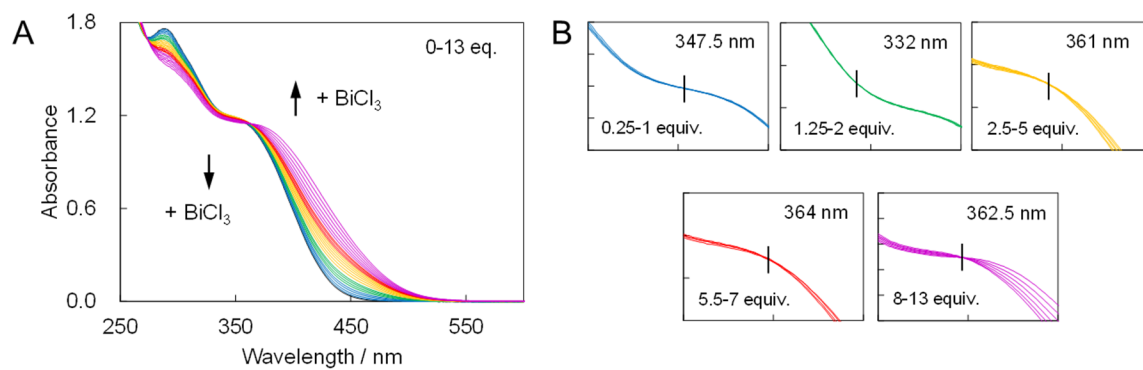 A
1.8
1.2
0.6
0.0
Absorbance
0-13 eq.
+ BiCl₃
+ BiCl₃
250
350
450
550
Wavelength / nm
B
347.5 nm
0.25-1 equiv.
332 nm
1.25-2 equiv.
361 nm
2.5-5 equiv.
364 nm
5.5-7 equiv.
362.5 nm
8-13 equiv.